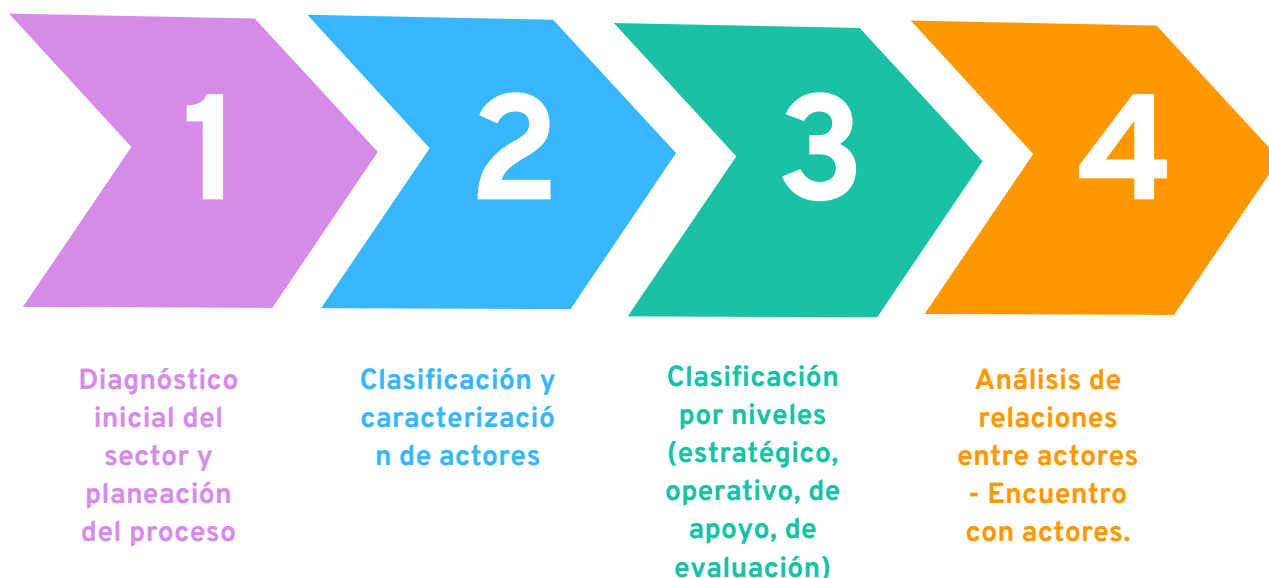 1
2
3
4
Diagnóstico
inicial del
sector y
planeación
del proceso
Clasificación y
caracterizació
n de actores
Clasificación
por niveles
(estratégico,
operativo, de
apoyo, de
evaluación)
Análisis de
relaciones
entre actores
- Encuentro
con actores.